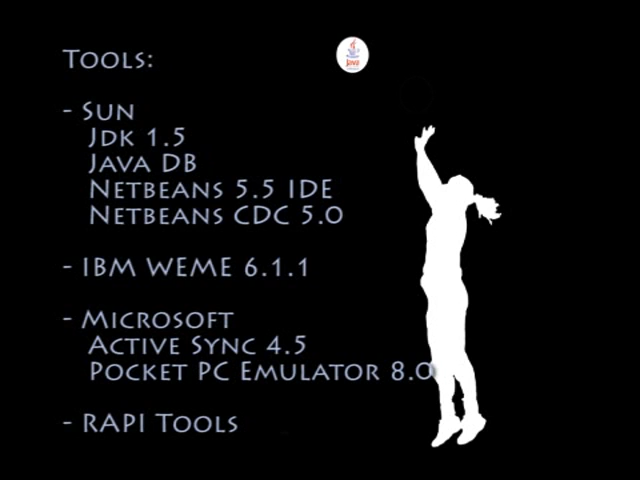 Tools:
- Sun
Jdk 1.5
Java DB
Netbeans 5.5 IDE
Netbeans CDC 5.0
- IBM WEME 6.1.1
- Microsoft
Active Sync 4.5
Pocket PC Emulator 8.0
- RAPI Tools
Java